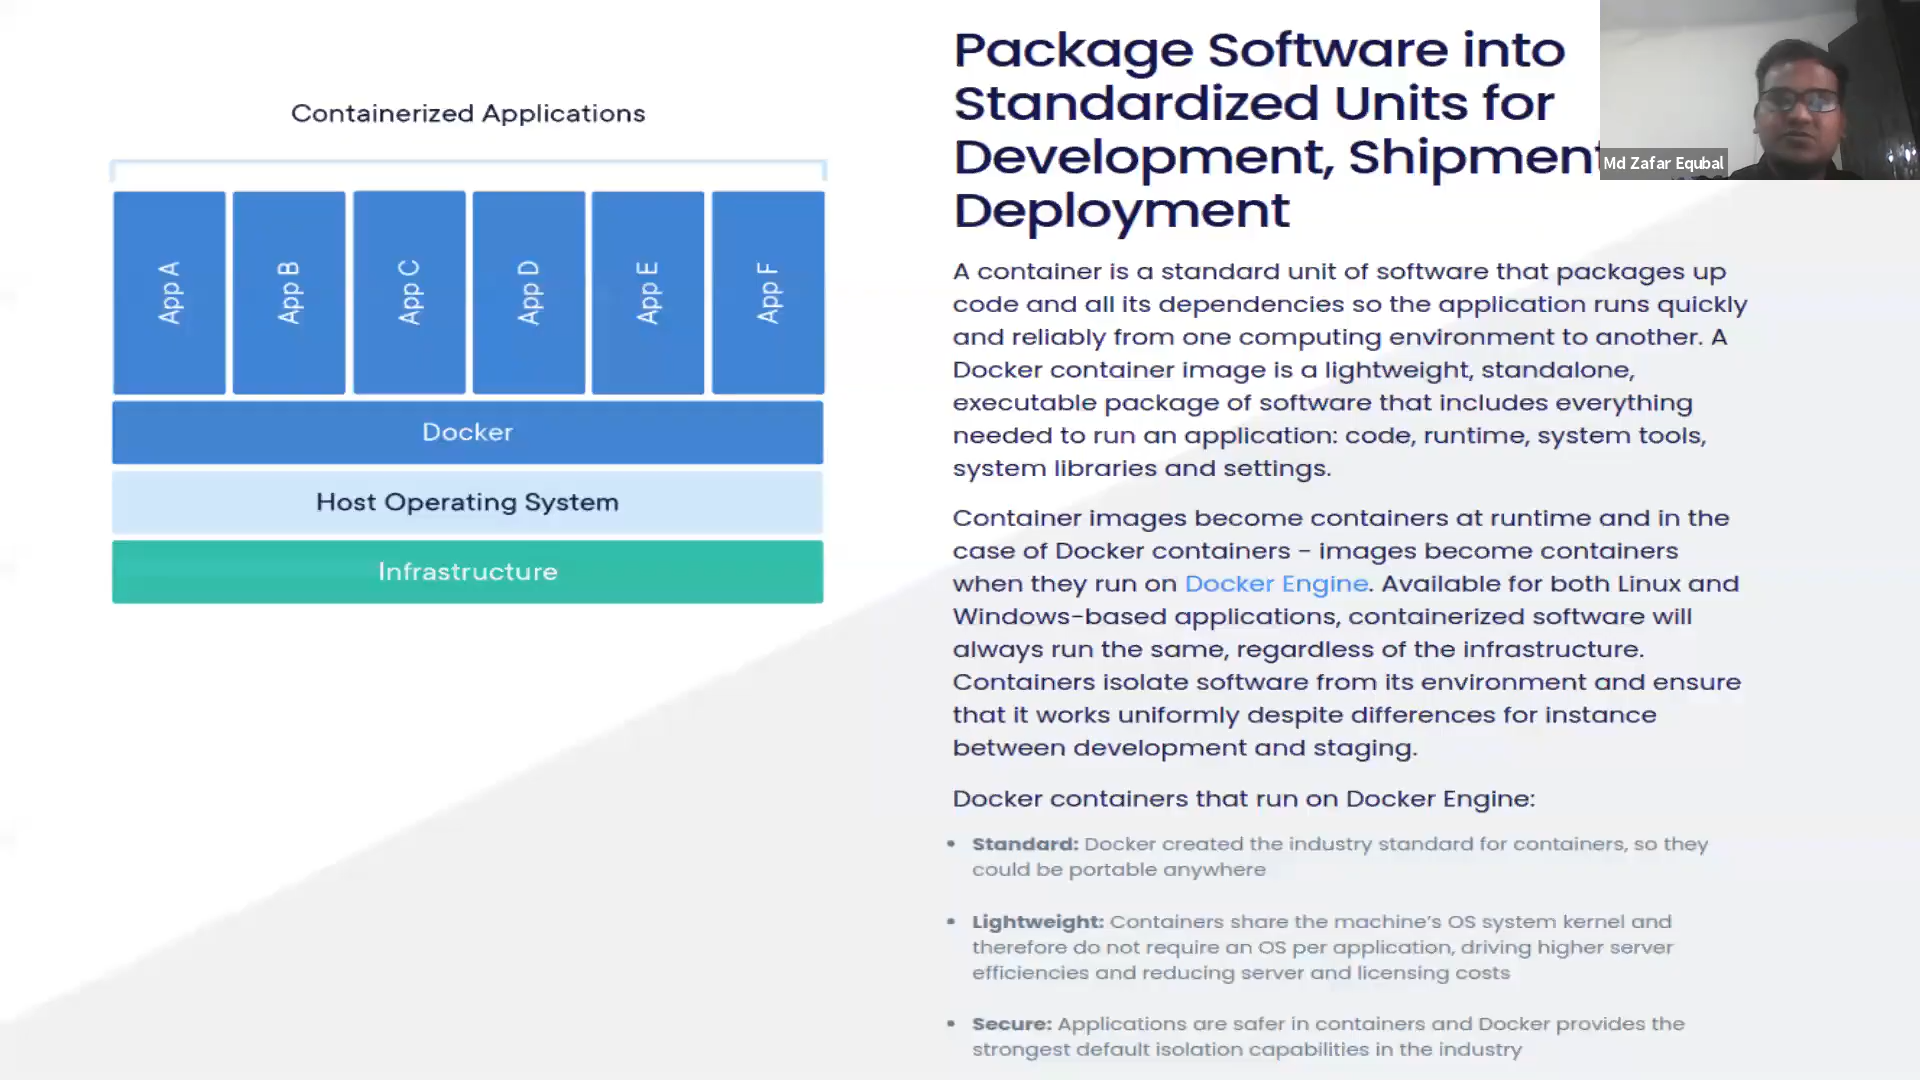 Containerized Applications
App A
App B
App C
App D
App E
App F
Docker
Host Operating System
Infrastructure
Package Software into
Standardized Units for
Development, Shipment
Deployment
Md Zafar Equbal
A container is a standard unit of software that packages up
code and all its dependencies so the application runs quickly
and reliably from one computing environment to another. A
Docker container image is a lightweight, standalone,
executable package of software that includes everything
needed to run an application: code, runtime, system tools,
system libraries and settings.
Container images become containers at runtime and in the
case of Docker containers – images become containers
when they run on Docker Engine. Available for both Linux and
Windows-based applications, containerized software will
always run the same, regardless of the infrastructure.
Containers isolate software from its environment and ensure
that it works uniformly despite differences for instance
between development and staging.
Docker containers that run on Docker Engine:
• Standard: Docker created the industry standard for containers, so they
could be portable anywhere
• Lightweight: Containers share the machine's OS system kernel and
therefore do not require an OS per application, driving higher server
efficiencies and reducing server and licensing costs
• Secure: Applications are safer in containers and Docker provides the
strongest default isolation capabilities in the industry